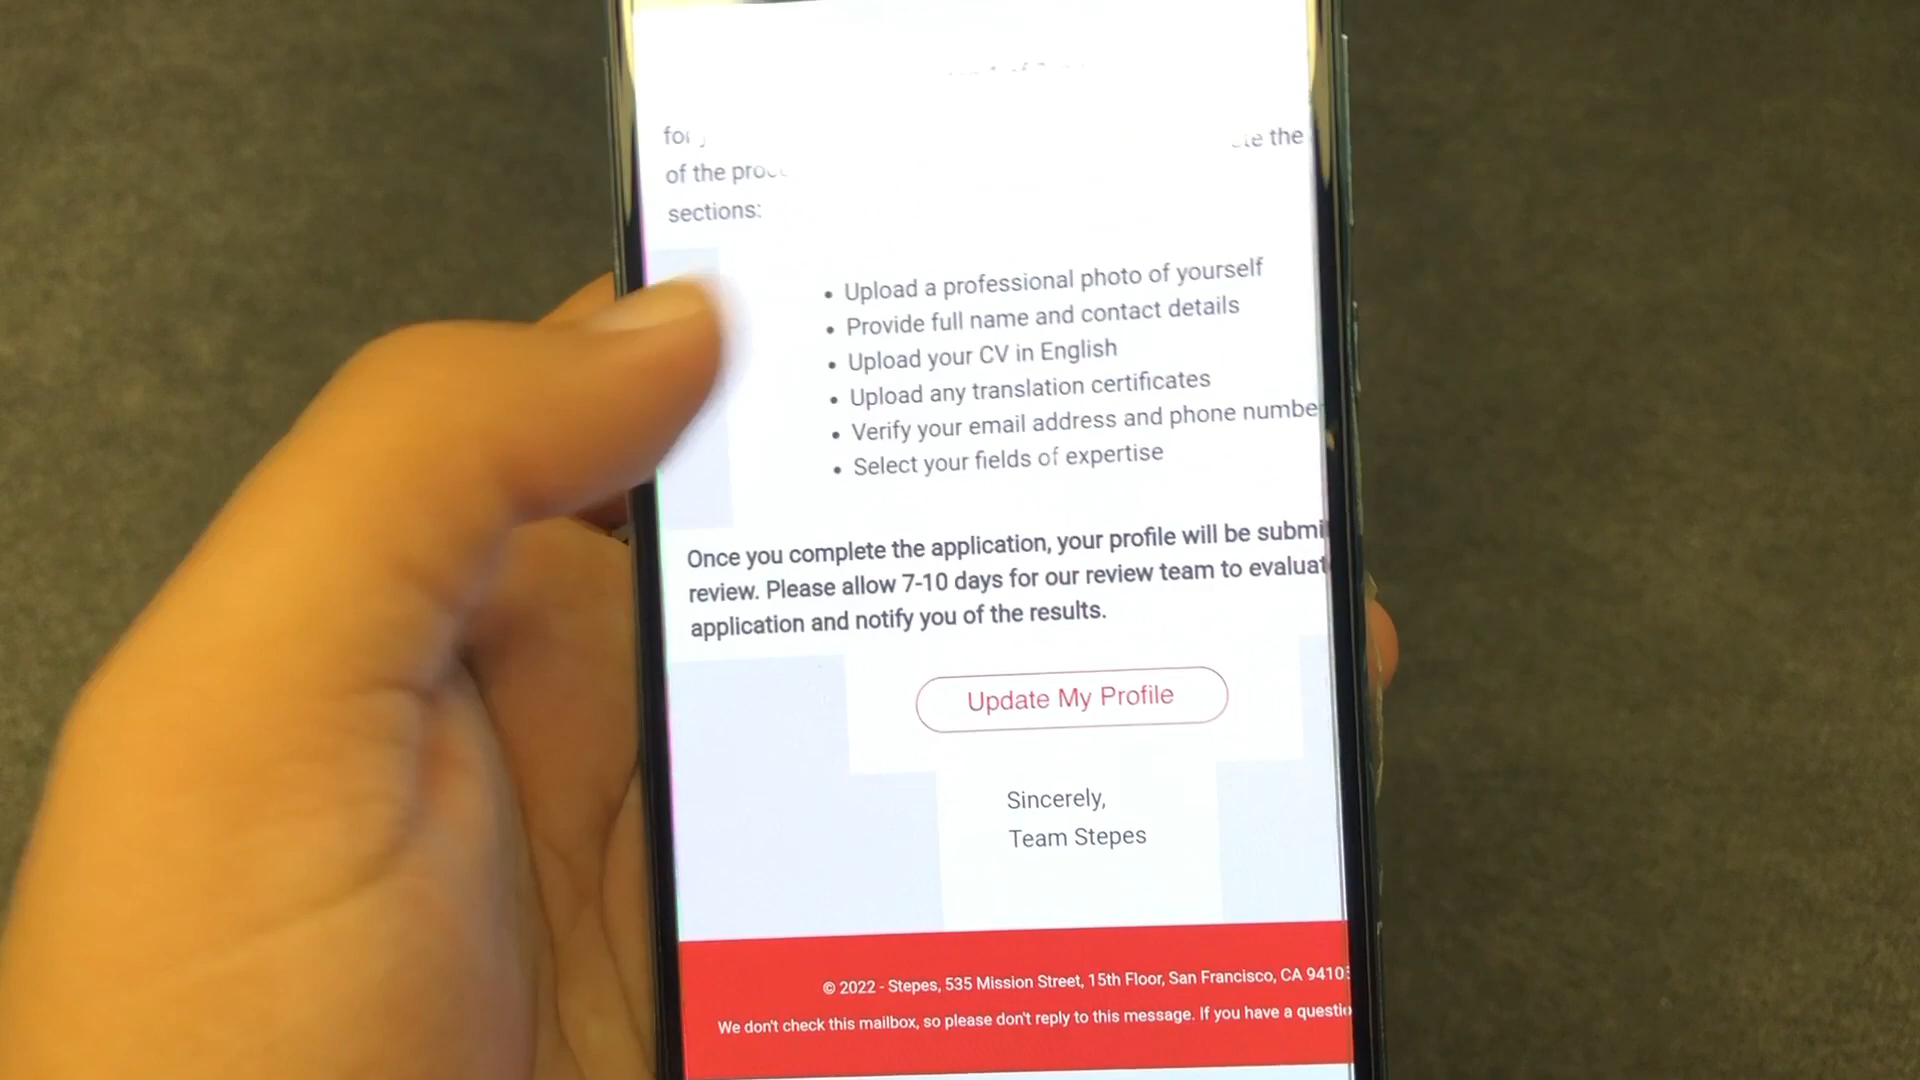 the
of the
sections:
• Upload a professional photo of yourself
• Provide full name and contact details
• Upload your CV in English
• Upload any translation certificates
• Verify your email address and phone numbe
• Select your fields of expertise
Once you complete the application, your profile will be submi
review. Please allow 7-10 days for our review team to evaluat
application and notify you of the results.
Update My Profile
Sincerely,
Team Stepes
© 2022 - Stepes, 535 Mission Street, 15th Floor, San Francisco, CA 9410
We don't check this mailbox, so please don't reply to this message. If you have a questio